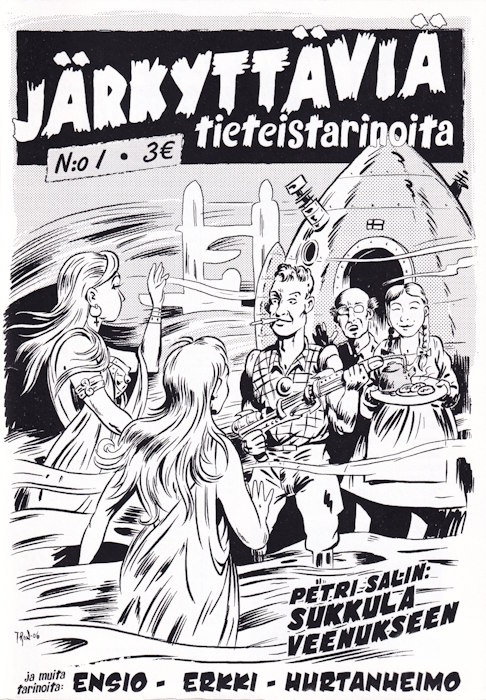 JÄRKYTTÄVIÄ
tieteistarinoita
N:o 1 • 3€
PETRI SALIN:
SUKKULA
VEENUKSEEN
ja muita
tarinoita: ENSIO - ERKKI - HURTANHEIMO